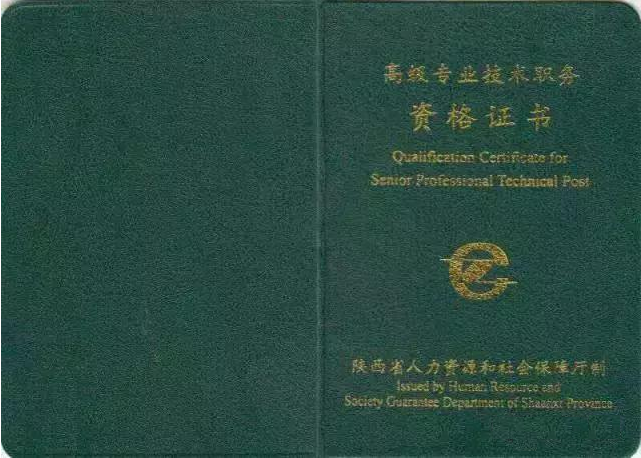 高级专业技术职务
资格证书
Qualification Certificate for
Senior Professional Technical Post
陕西省人力资源和社会保障厅制
Issued by Human Resource and
Society Guarantee Department of Shaanxi Province